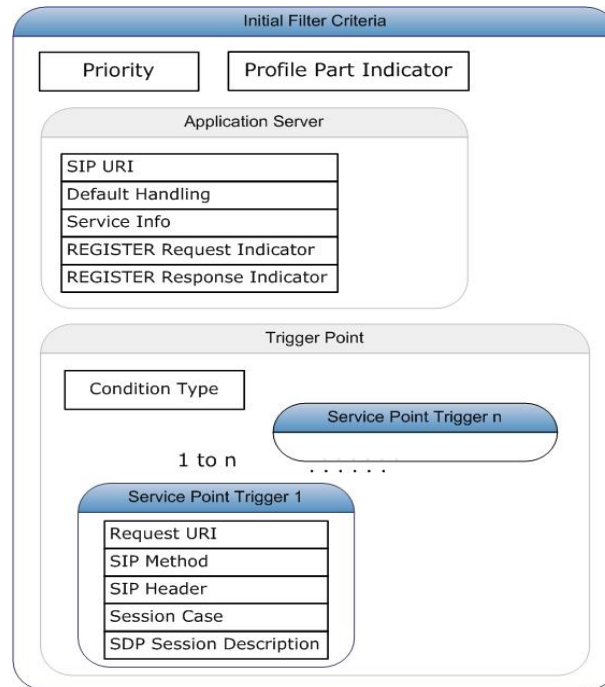 Initial Filter Criteria
Priority
Profile Part Indicator
Application Server
SIP URI
Default Handling
Service Info
REGISTER Request Indicator
REGISTER Response Indicator
Trigger Point
Condition Type
Service Point Trigger n
1 to n
. . . . . .
Service Point Trigger 1
Request URI
SIP Method
SIP Header
Session Case
SDP Session Description